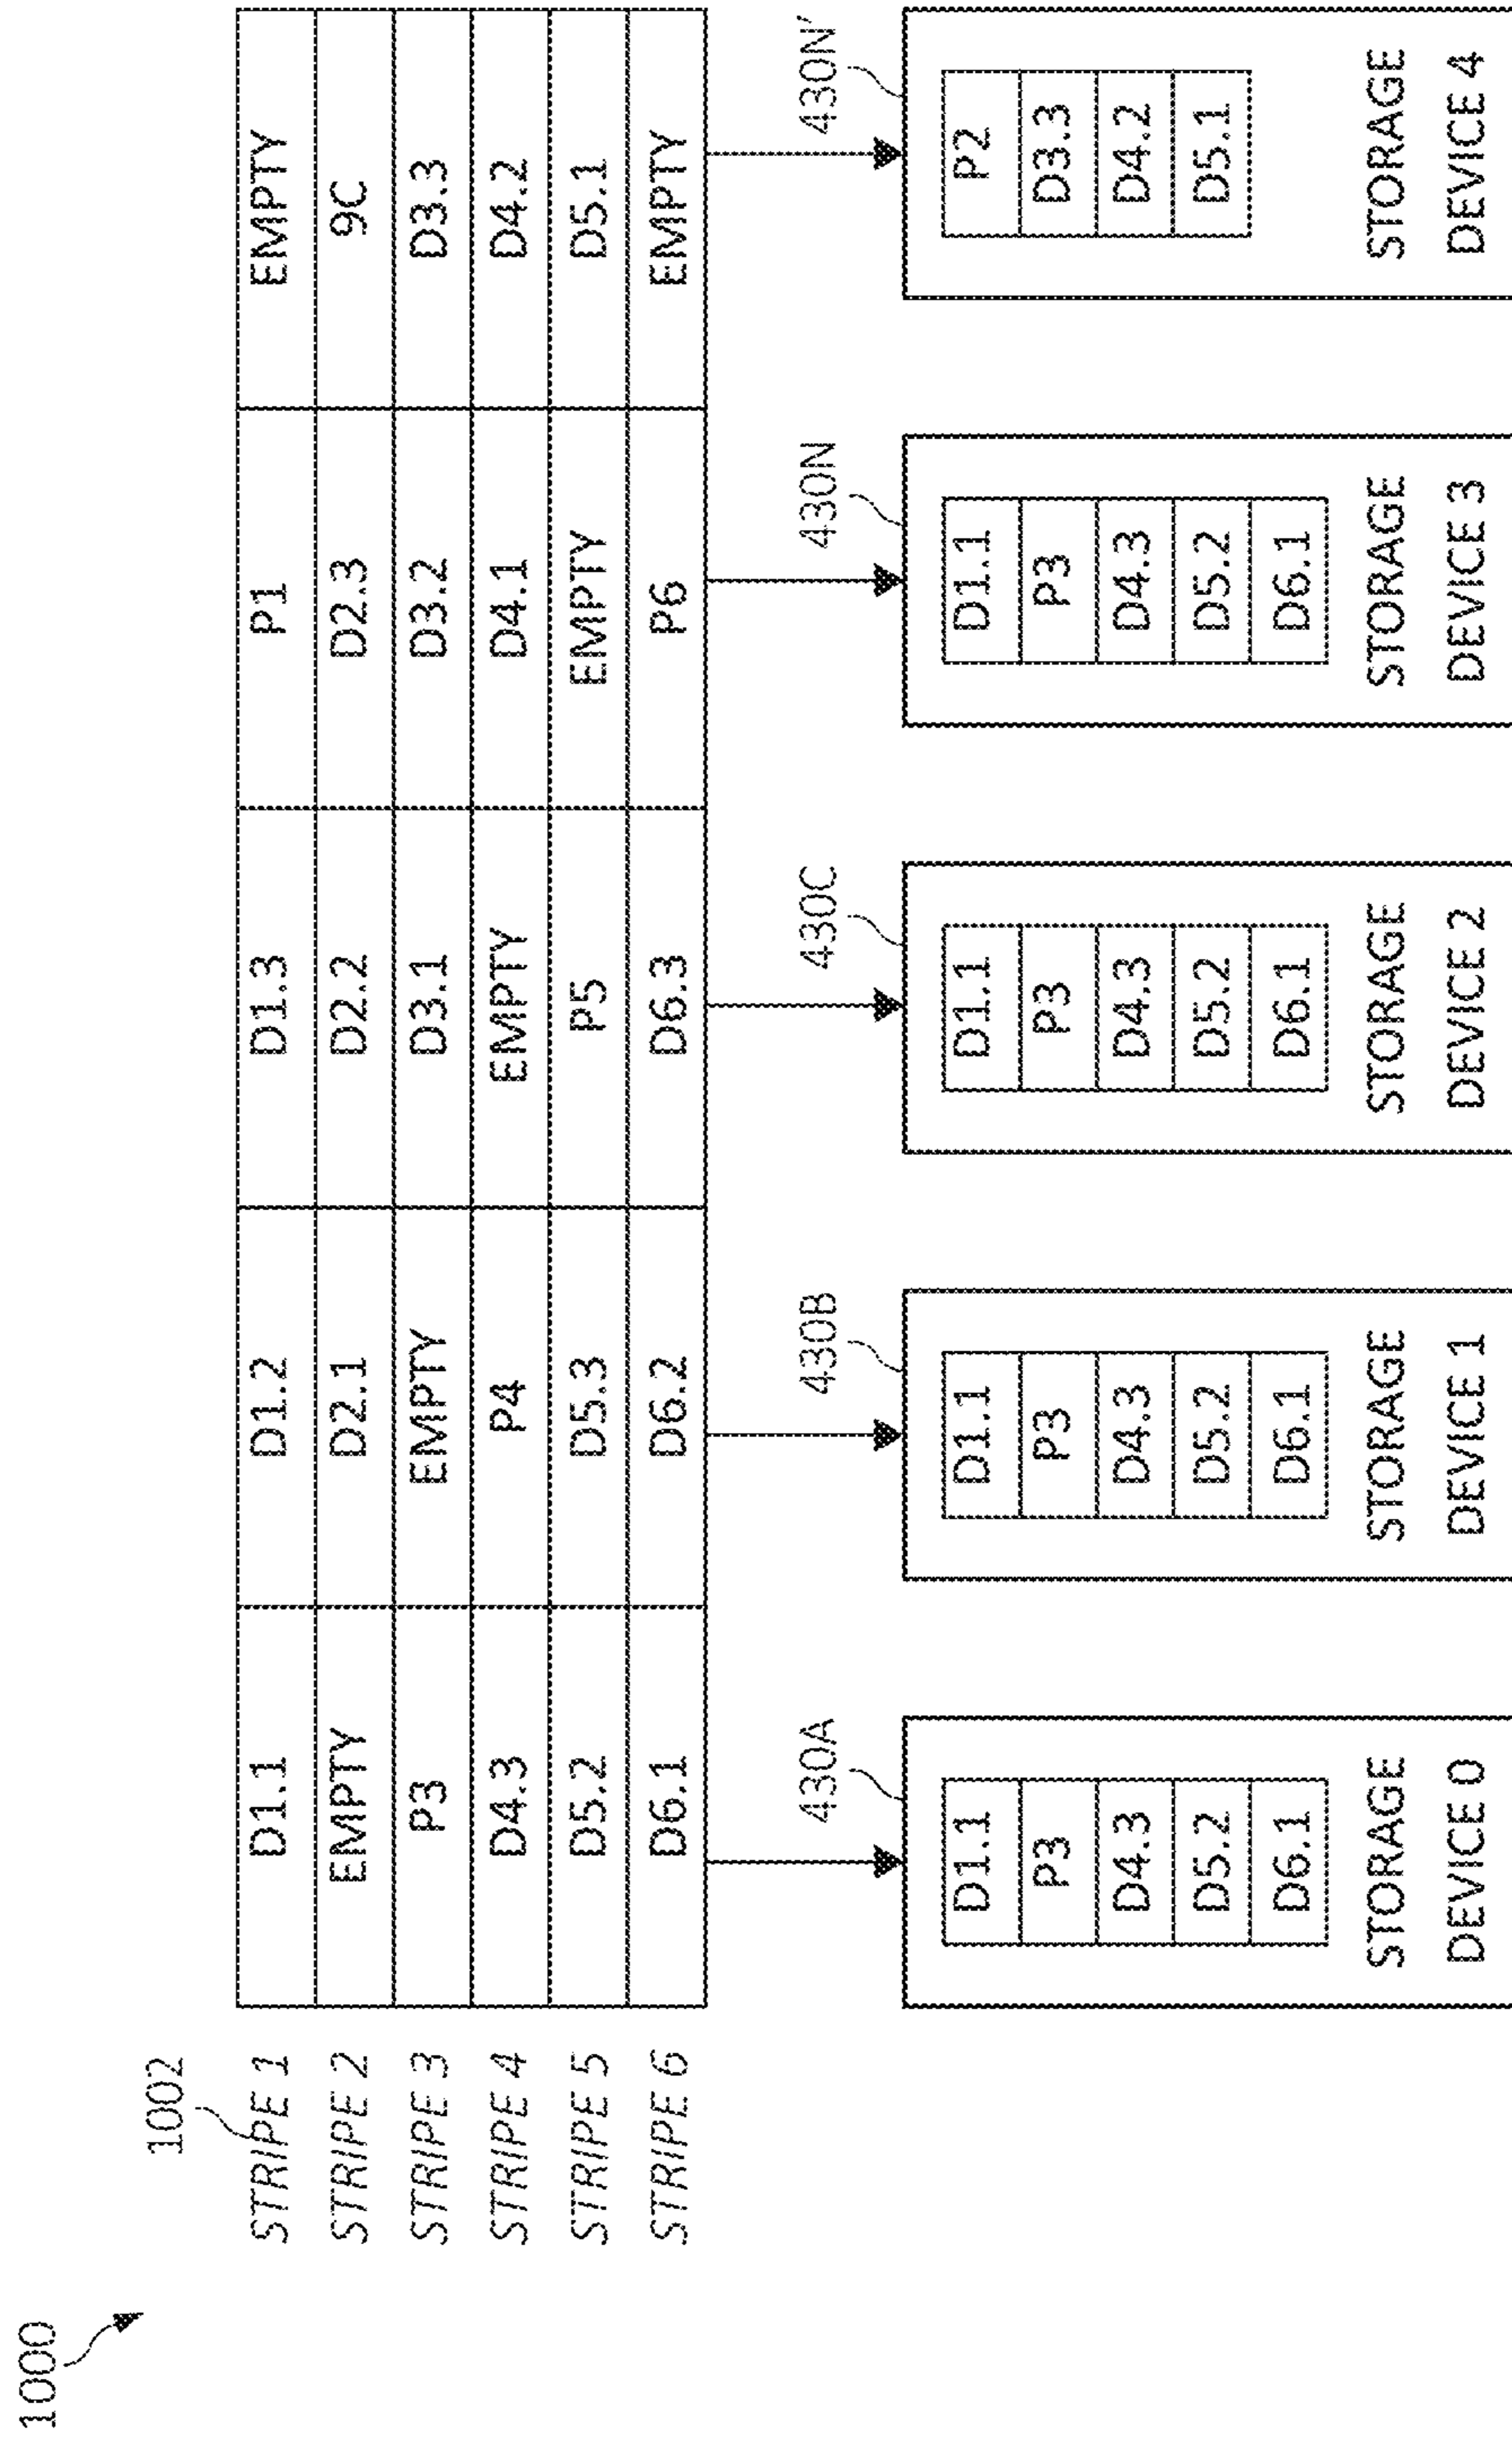 1000
1002
STRIPE 1 D1.1 D1.2 D1.3 P1 EMPTY
STRIPE 2 EMPTY D2.1 D2.2 D2.3 9C
STRIPE 3 P3 EMPTY D3.1 D3.2 D3.3
STRIPE 4 D4.3 P4 EMPTY D4.1 D4.2
STRIPE 5 D5.2 D5.3 P5 EMPTY D5.1
STRIPE 6 D6.1 D6.2 D6.3 P6 EMPTY
430A 430B 430C 430N 430N'
D1.1 D1.1 D1.1 D1.1 P2
P3 P3 P3 P3 D3.3
D4.3 D4.3 D4.3 D4.3 D4.2
D5.2 D5.2 D5.2 D5.2 D5.1
D6.1 D6.1 D6.1 D6.1
STORAGE STORAGE STORAGE STORAGE STORAGE
DEVICE 0 DEVICE 1 DEVICE 2 DEVICE 3 DEVICE 4